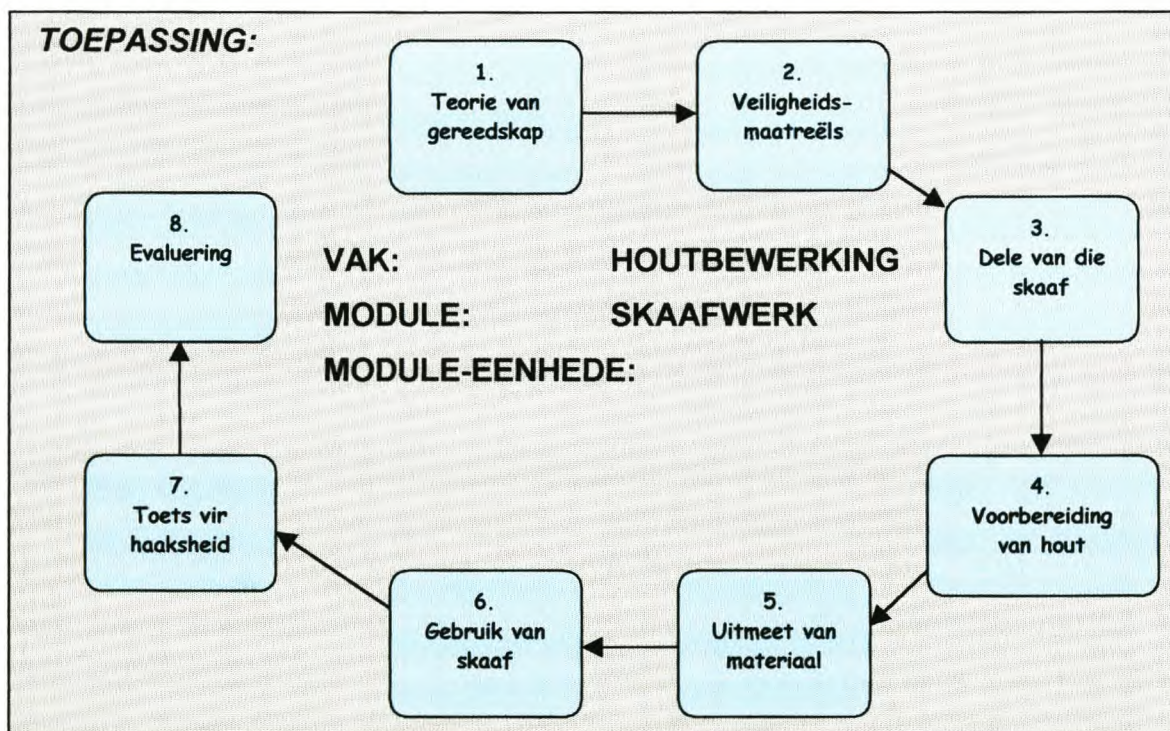 TOEPASSING:
1.
Teorie van
gereedskap
2.
Veiligheids-
maatreëls
3.
Dele van die
skaaf
4.
Voorbereiding
van hout
5.
Uitmeet van
materiaal
6.
Gebruik van
skaaf
7.
Toets vir
haaksheid
8.
Evaluering
VAK: HOUTBEWERKING
MODULE: SKAAFWERK
MODULE-EENHEDE: